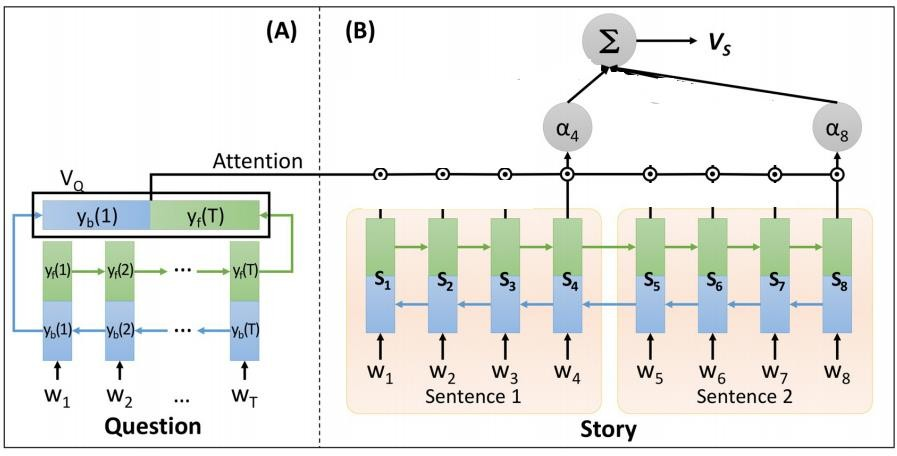 (A)
Attention
V_Q
y_b(1) y_f(T)
y_f(1) y_f(2) ... y_f(T)
y_b(1) y_b(2) ... y_b(T)
w_1 w_2 ... w_T
Question
(B)
Σ V_S
α_4 α_8
S_1 S_2 S_3 S_4 S_5 S_6 S_7 S_8
w_1 w_2 w_3 w_4 w_5 w_6 w_7 w_8
Sentence 1 Sentence 2
Story